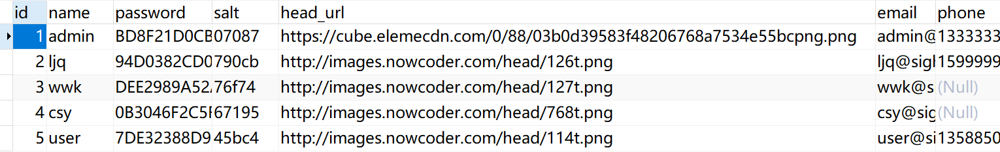 id name password salt head_url email phone
1 admin BD8F21D0CB 07087 https://cube.elemecdn.com/0/88/03b0d39583f48206768a7534e55bcpng.png admin@ 1333333
2 ljq 94D0382CD0 790cb http://images.nowcoder.com/head/126t.png ljq@sigl 1599999
3 wwk DEE2989A52 76f74 http://images.nowcoder.com/head/127t.png wwk@s (Null)
4 csy 0B3046F2C5 67195 http://images.nowcoder.com/head/768t.png csy@sig (Null)
5 user 7DE32388D9 45bc4 http://images.nowcoder.com/head/114t.png user@si 1358850